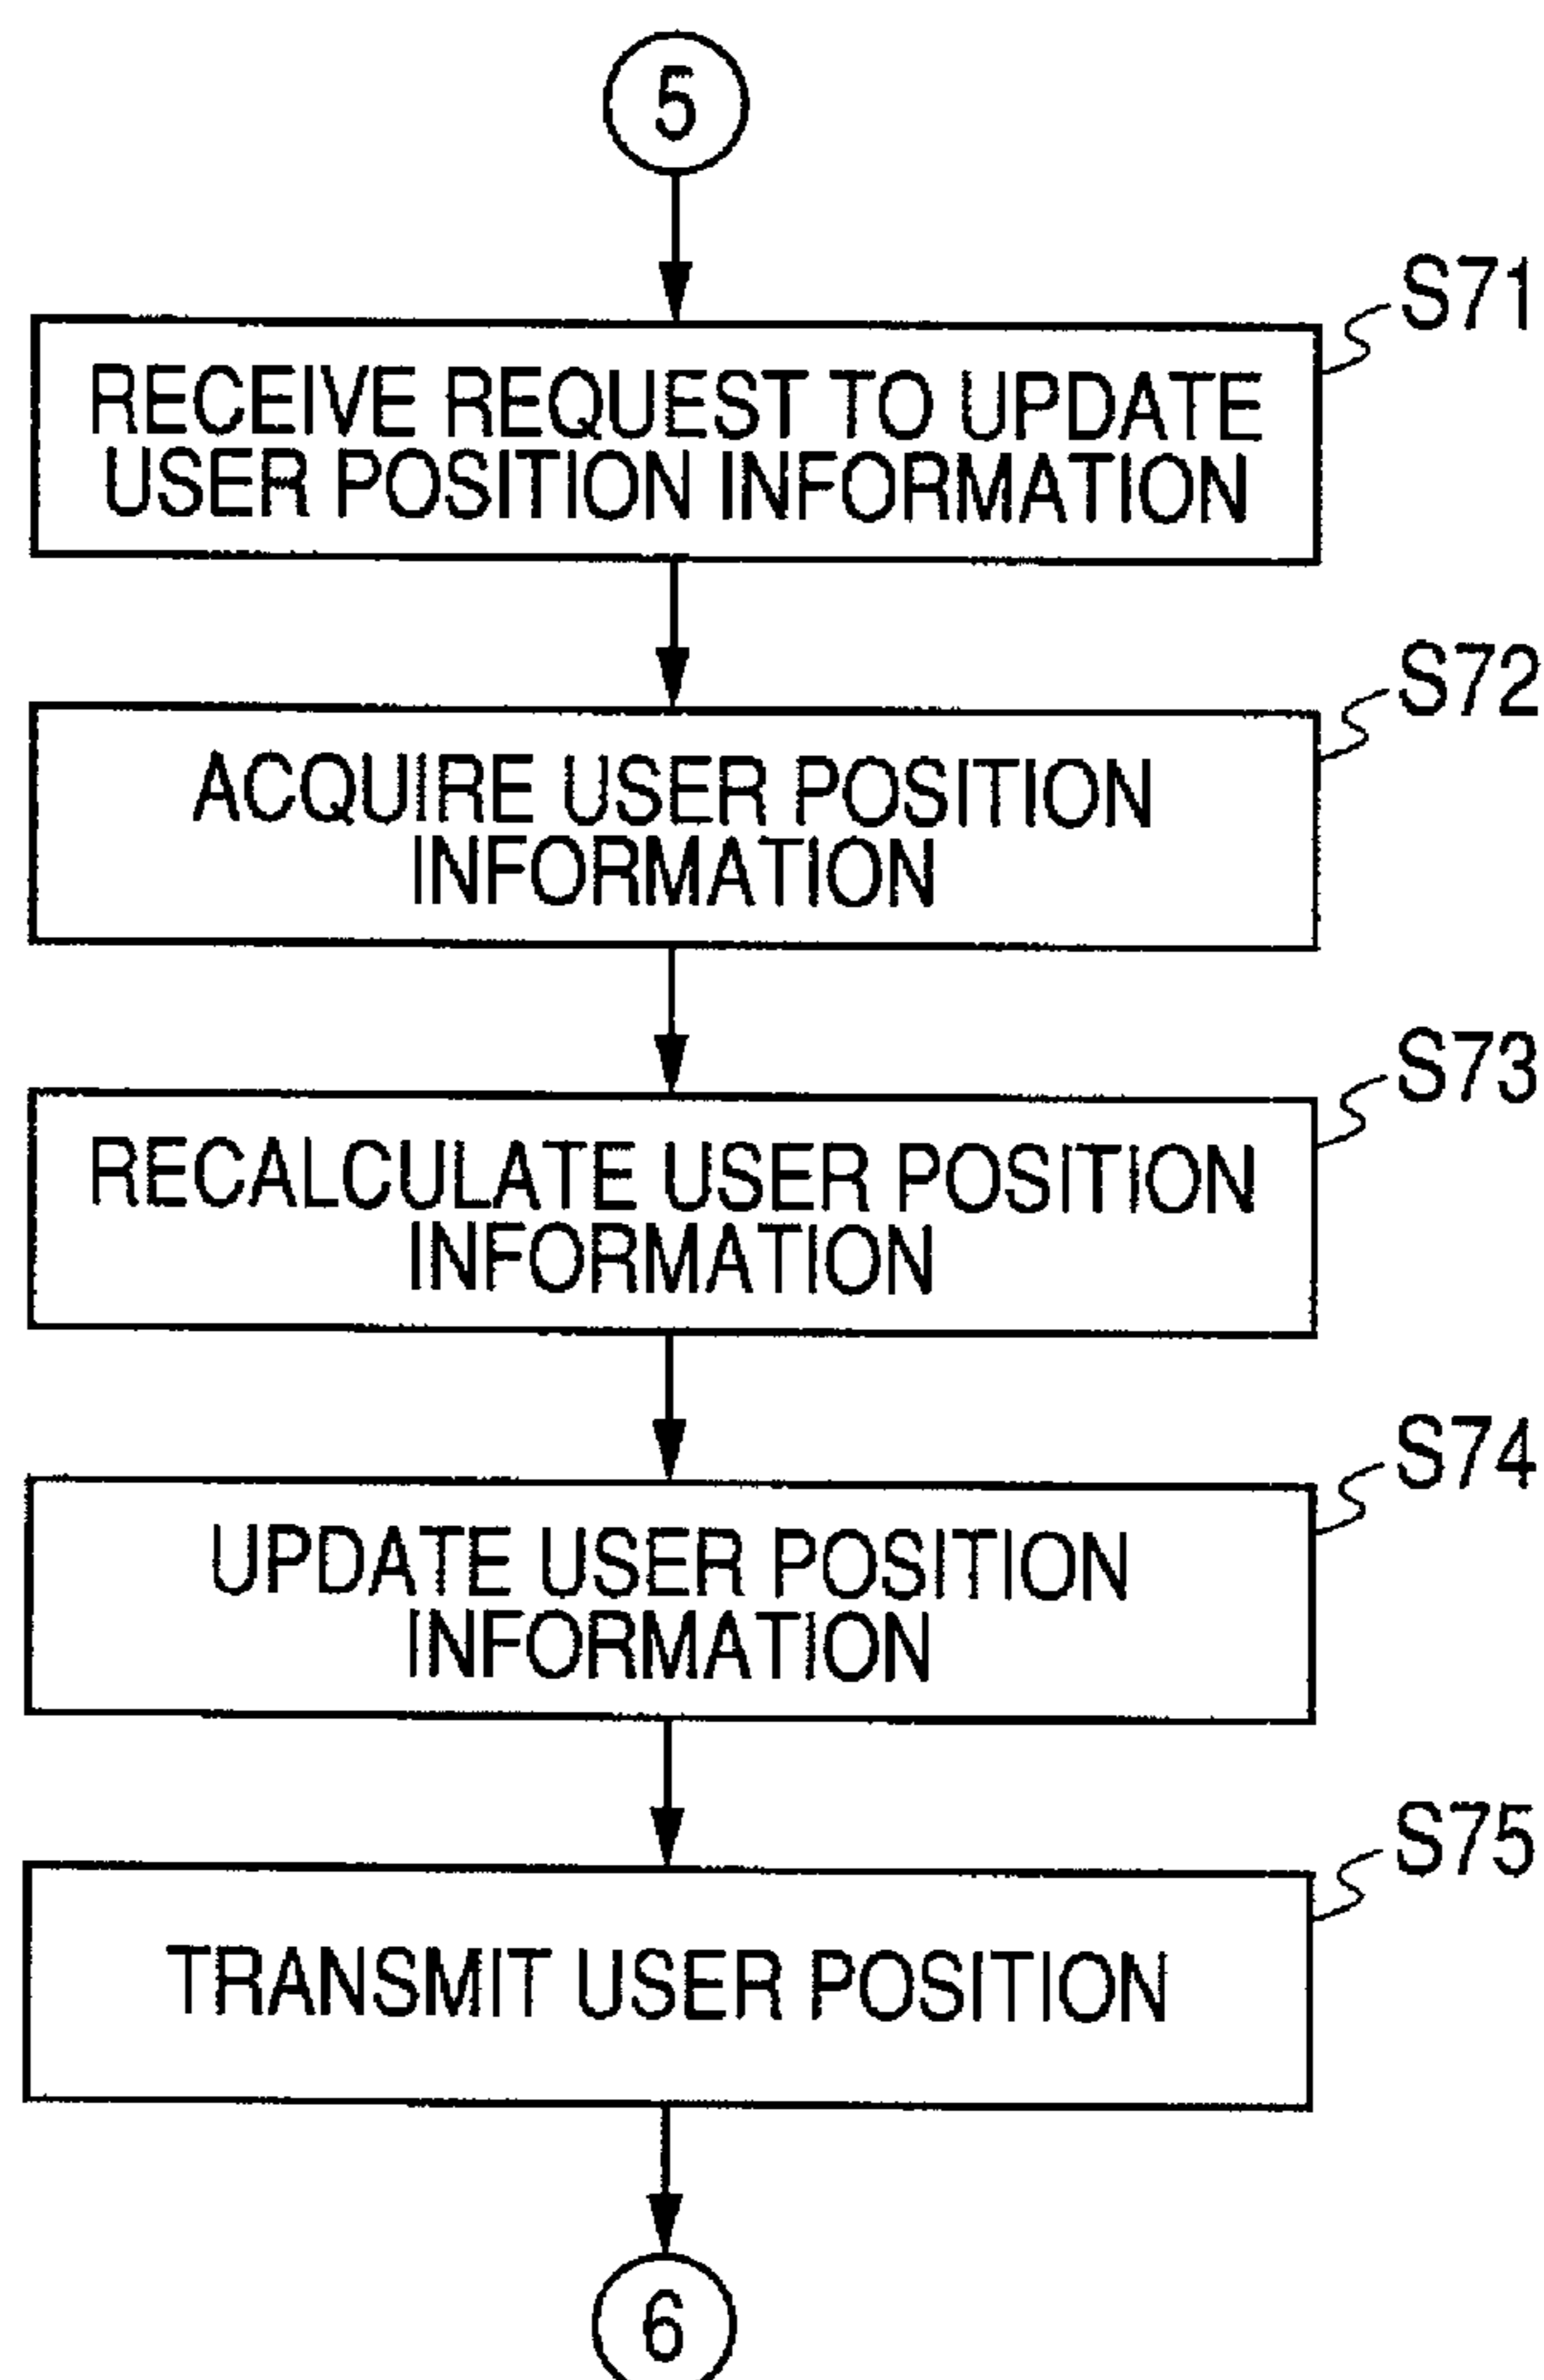 5
S71
RECEIVE REQUEST TO UPDATE
USER POSITION INFORMATION
S72
ACQUIRE USER POSITION
INFORMATION
S73
RECALCULATE USER POSITION
INFORMATION
S74
UPDATE USER POSITION
INFORMATION
S75
TRANSMIT USER POSITION
6